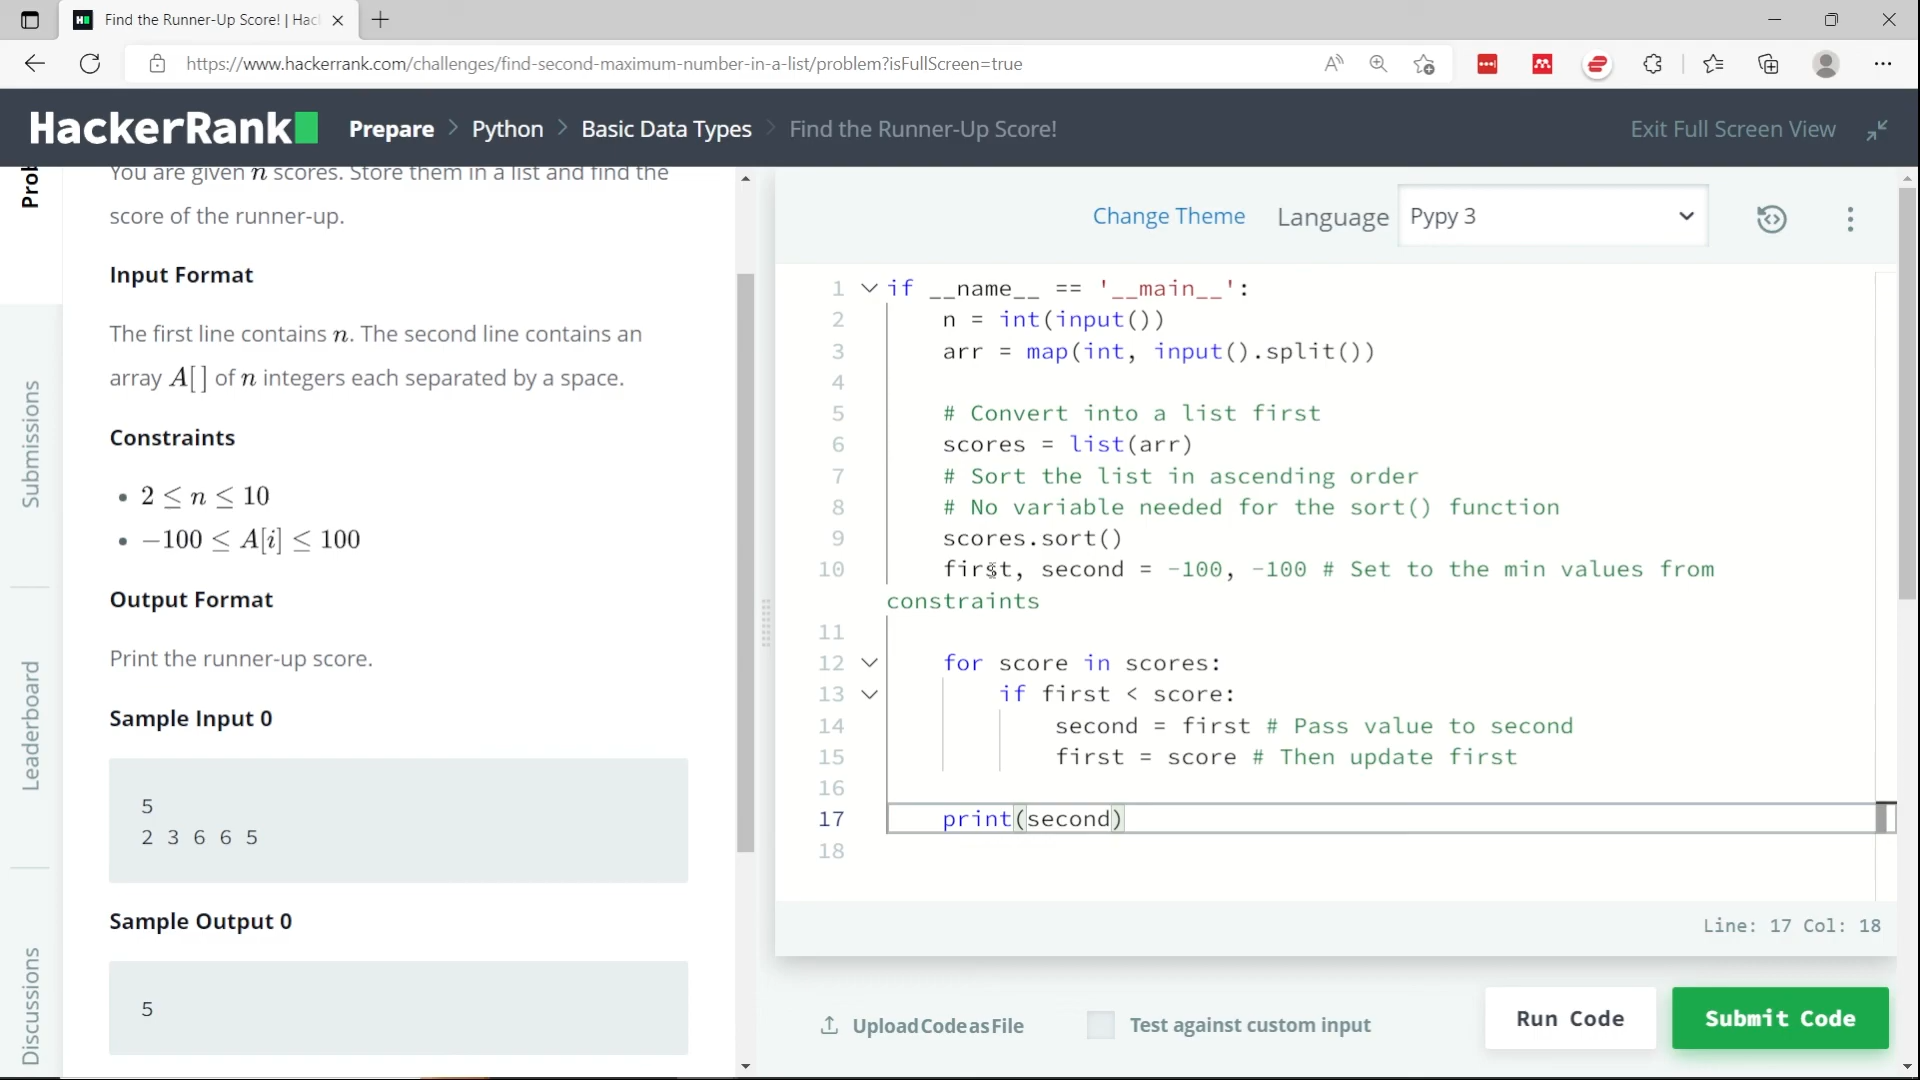 Find the Runner-Up Score! | Hac
https://www.hackerrank.com/challenges/find-second-maximum-number-in-a-list/problem?isFullScreen=true
HackerRank
Prepare > Python > Basic Data Types > Find the Runner-Up Score!
Exit Full Screen View
Submissions
Leaderboard
Discussions
You are given n scores. Store them in a list and find the
score of the runner-up.
Input Format
The first line contains n. The second line contains an
array A[] of n integers each separated by a space.
Constraints
• 2 ≤ n ≤ 10
• −100 ≤ A[i] ≤ 100
Output Format
Print the runner-up score.
Sample Input 0
5
2 3 6 6 5
Sample Output 0
5
Change Theme Language Pypy 3
1 if __name__ == '__main__':
2 n = int(input())
3 arr = map(int, input().split())
4
5 # Convert into a list first
6 scores = list(arr)
7 # Sort the list in ascending order
8 # No variable needed for the sort() function
9 scores.sort()
10 first, second = -100, -100 # Set to the min values from
constraints
11
12 for score in scores:
13 if first < score:
14 second = first # Pass value to second
15 first = score # Then update first
16
17 print(second)
18
Line: 17 Col: 18
Upload Code as File
Test against custom input
Run Code
Submit Code